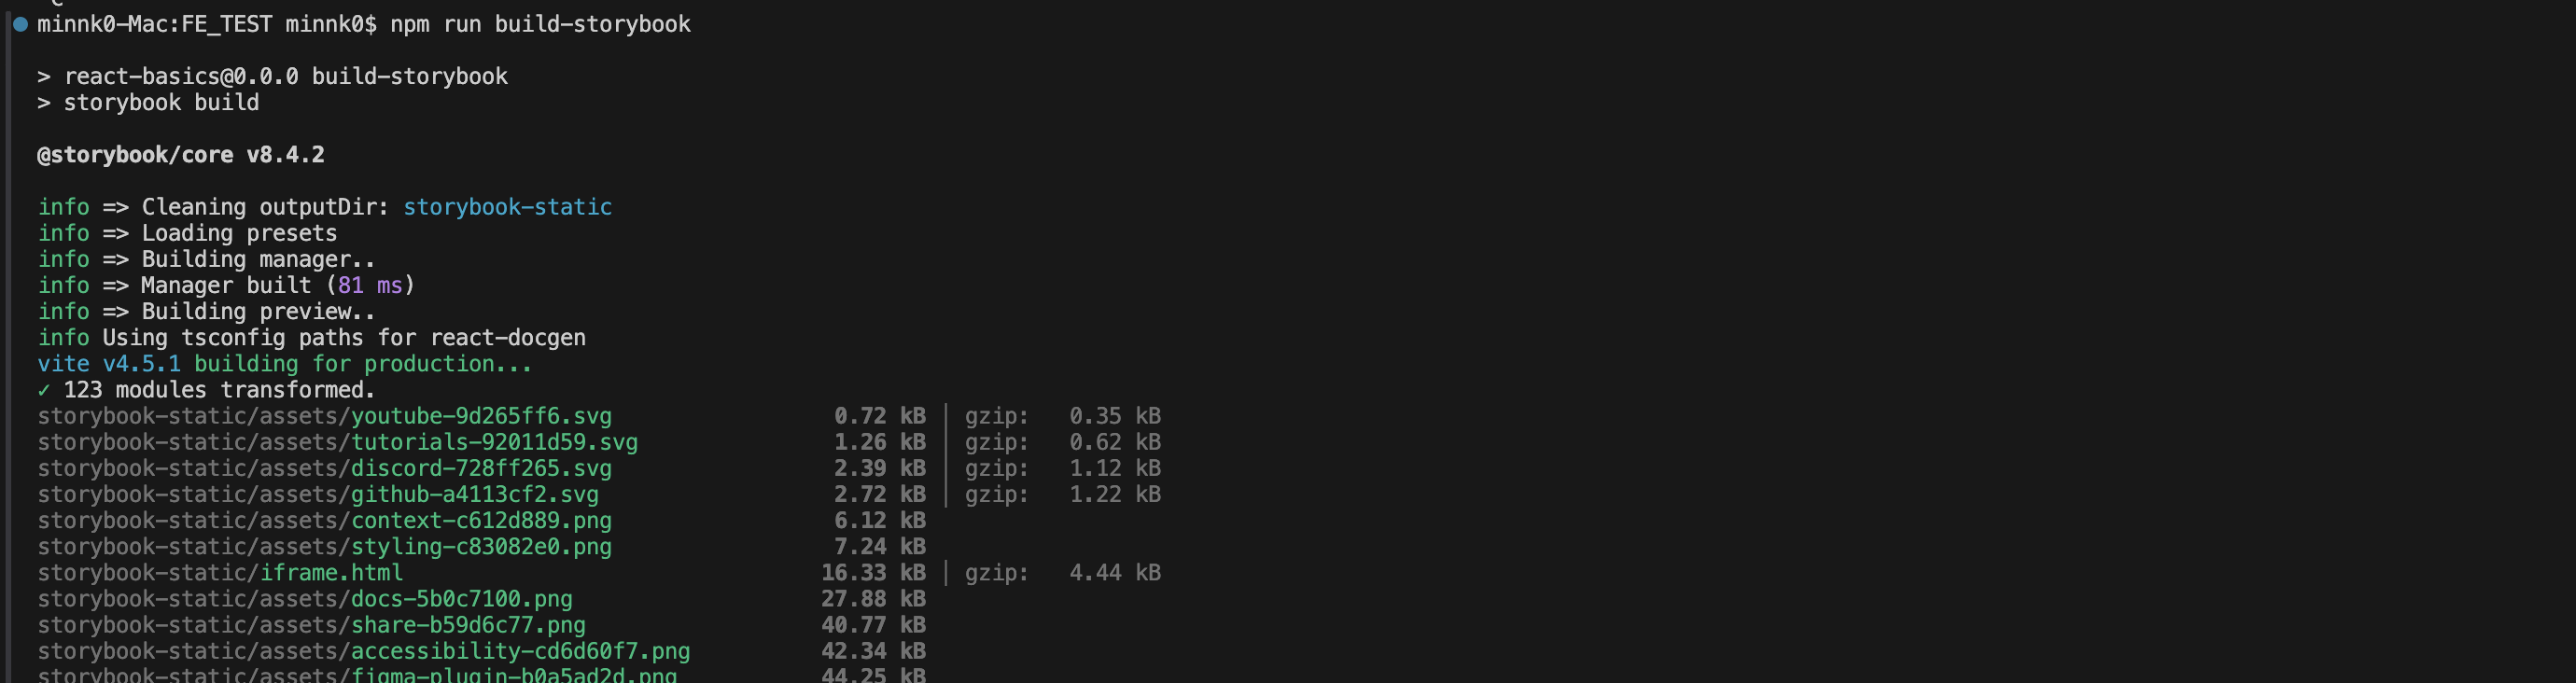 minnk0-Mac:FE_TEST minnk0$ npm run build-storybook
> react-basics@0.0.0 build-storybook
> storybook build
@storybook/core v8.4.2
info => Cleaning outputDir: storybook-static
info => Loading presets
info => Building manager..
info => Manager built (81 ms)
info => Building preview..
info Using tsconfig paths for react-docgen
vite v4.5.1 building for production...
✓ 123 modules transformed.
storybook-static/assets/youtube-9d265ff6.svg 0.72 kB │ gzip: 0.35 kB
storybook-static/assets/tutorials-92011d59.svg 1.26 kB │ gzip: 0.62 kB
storybook-static/assets/discord-728ff265.svg 2.39 kB │ gzip: 1.12 kB
storybook-static/assets/github-a4113cf2.svg 2.72 kB │ gzip: 1.22 kB
storybook-static/assets/context-c612d889.png 6.12 kB
storybook-static/assets/styling-c83082e0.png 7.24 kB
storybook-static/iframe.html 16.33 kB │ gzip: 4.44 kB
storybook-static/assets/docs-5b0c7100.png 27.88 kB
storybook-static/assets/share-b59d6c77.png 40.77 kB
storybook-static/assets/accessibility-cd6d60f7.png 42.34 kB
storybook-static/assets/figma-plugin-b0a5ad2d.png 44.25 kB